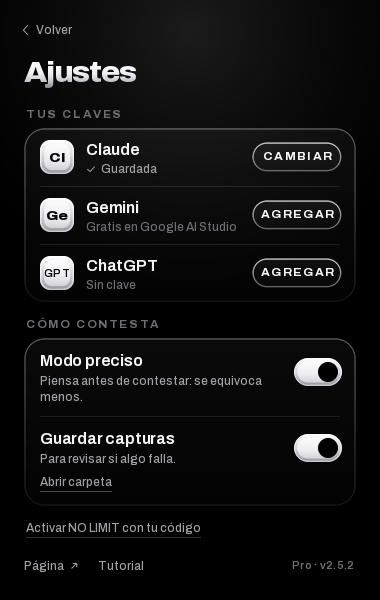 Volver
Ajustes
TUS CLAVES
Cl
Claude
CAMBIAR
✓ Guardada
Ge
Gemini
AGREGAR
Gratis en Google AI Studio
GPT
ChatGPT
AGREGAR
Sin clave
CÓMO CONTESTA
Modo preciso
Piensa antes de contestar: se equivoca
menos.
Guardar capturas
Para revisar si algo falla.
Abrir carpeta
Activar NO LIMIT con tu código
Página ↗ Tutorial Pro · v2.5.2